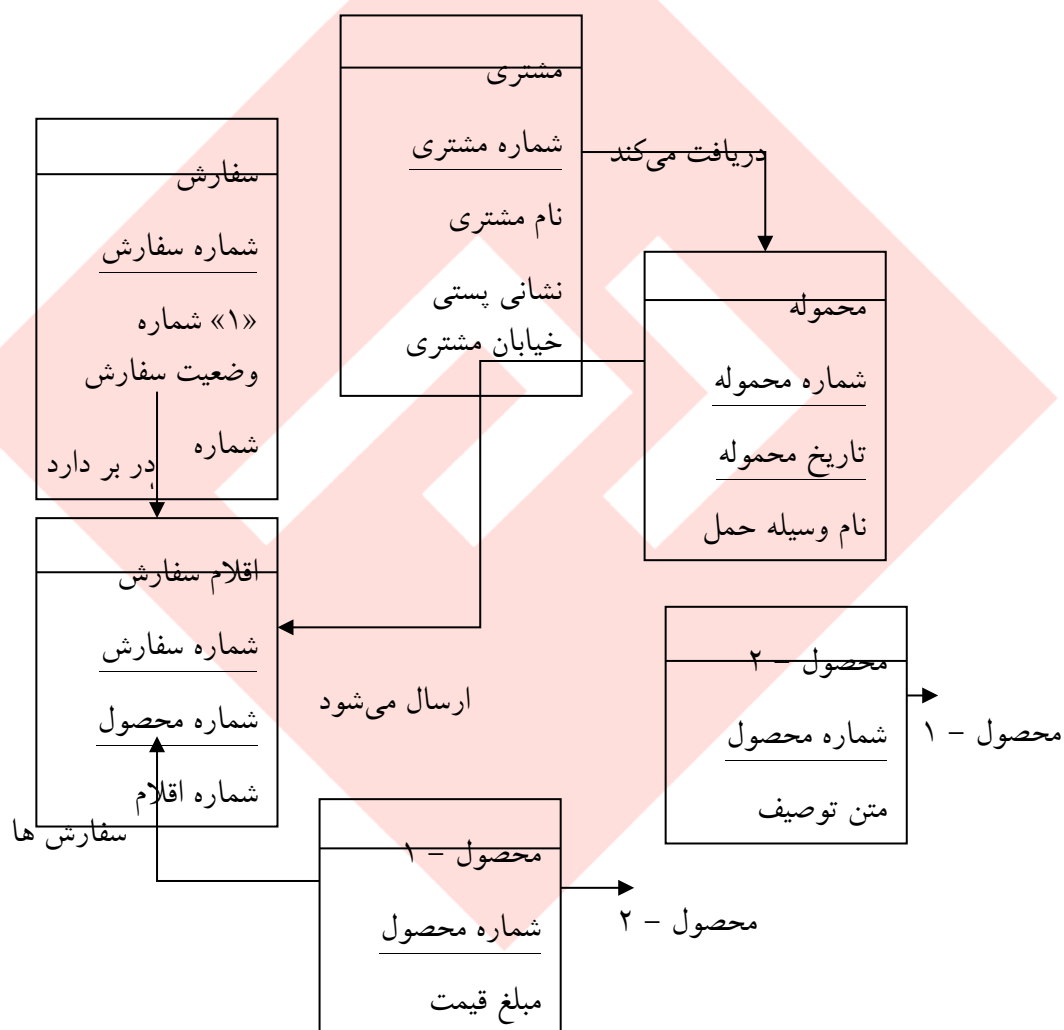 مشتری
شماره مشتری
نام مشتری
نشانی پستی
خیابان مشتری
دریافت می‌کند
سفارش
شماره سفارش
«۱» شماره
وضعیت سفارش
شماره
در بر دارد
محموله
شماره محموله
تاریخ محموله
نام وسیله حمل
اقلام سفارش
شماره سفارش
شماره محصول
شماره اقلام
ارسال می‌شود
محصول – ۲
شماره محصول
متن توصیف
محصول – ۱
سفارش ها
محصول – ۱
شماره محصول
مبلغ قیمت
محصول – ۲